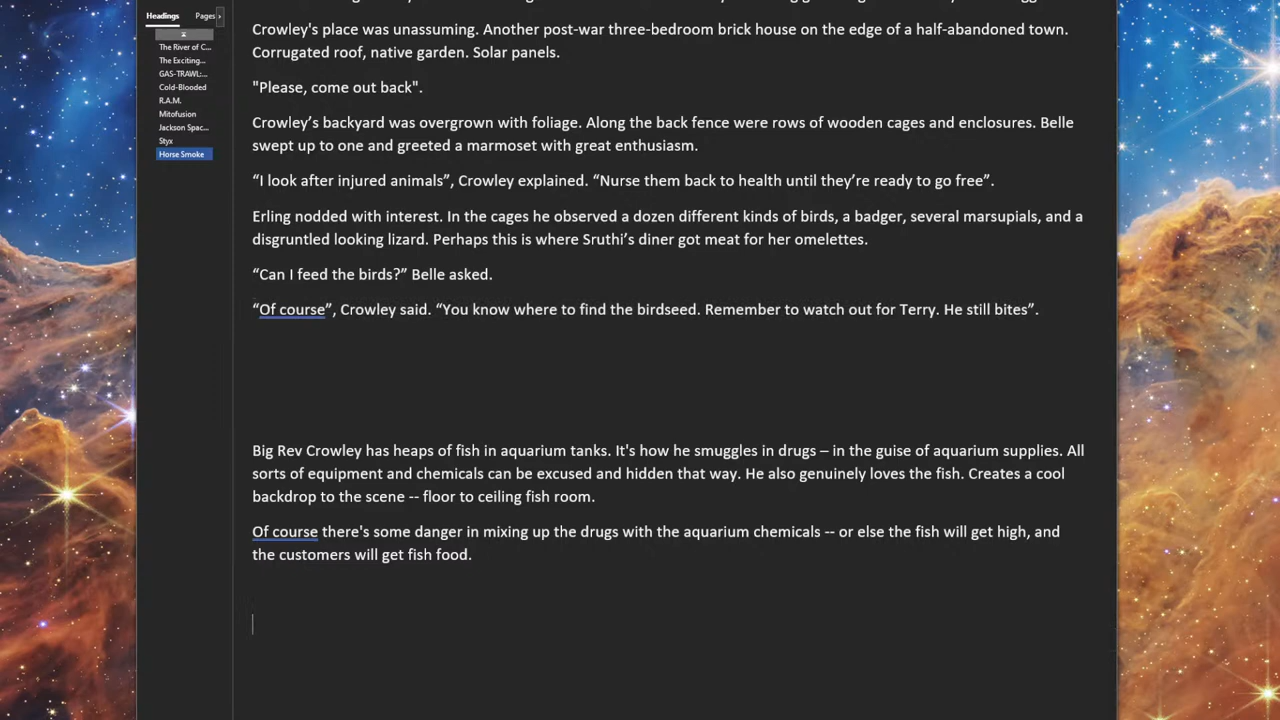 Headings
Pages
The River of C...
The Exciting...
GAS-TRAWL:...
Cold-Blooded
R.A.M.
Mitofusion
Jackson Spac...
Styx
Horse Smoke
Crowley's place was unassuming. Another post-war three-bedroom brick house on the edge of a half-abandoned town.
Corrugated roof, native garden. Solar panels.
"Please, come out back".
Crowley’s backyard was overgrown with foliage. Along the back fence were rows of wooden cages and enclosures. Belle
swept up to one and greeted a marmoset with great enthusiasm.
“I look after injured animals”, Crowley explained. “Nurse them back to health until they’re ready to go free”.
Erling nodded with interest. In the cages he observed a dozen different kinds of birds, a badger, several marsupials, and a
disgruntled looking lizard. Perhaps this is where Sruthi’s diner got meat for her omelettes.
“Can I feed the birds?” Belle asked.
“Of course”, Crowley said. “You know where to find the birdseed. Remember to watch out for Terry. He still bites”.
Big Rev Crowley has heaps of fish in aquarium tanks. It's how he smuggles in drugs – in the guise of aquarium supplies. All
sorts of equipment and chemicals can be excused and hidden that way. He also genuinely loves the fish. Creates a cool
backdrop to the scene -- floor to ceiling fish room.
Of course there's some danger in mixing up the drugs with the aquarium chemicals -- or else the fish will get high, and
the customers will get fish food.